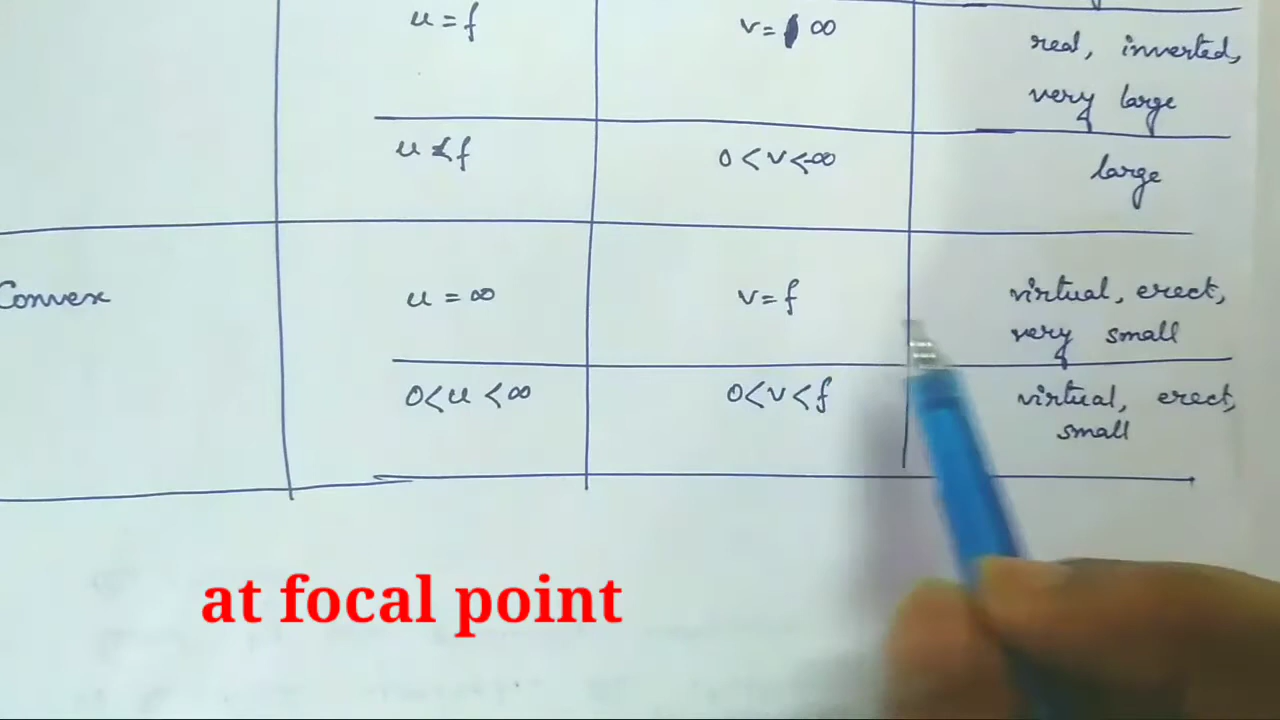 u = f
v = ∞
real, inverted,
very large
u < f
0 < v < ∞
large
Convex
u = ∞
v = f
virtual, erect,
very small
0 < u < ∞
0 < v < f
virtual, erect,
small
at focal point